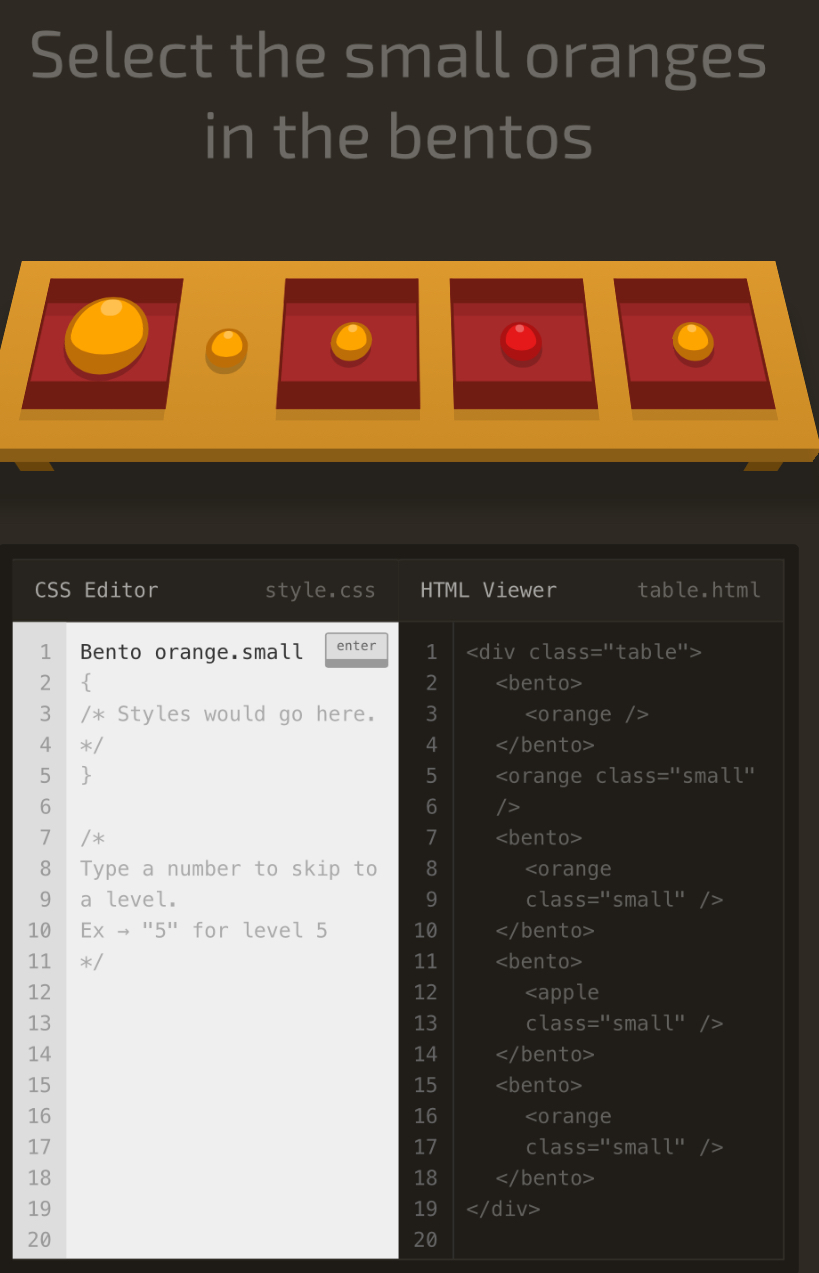 Select the small oranges
in the bentos
CSS Editor style.css
1 Bento orange.small enter
2 {
3 /* Styles would go here.
4 */
5 }
6
7 /*
8 Type a number to skip to
9 a level.
10 Ex → "5" for level 5
11 */
12
13
14
15
16
17
18
19
20
HTML Viewer table.html
1 <div class="table">
2 <bento>
3 <orange />
4 </bento>
5 <orange class="small"
6 />
7 <bento>
8 <orange
9 class="small" />
10 </bento>
11 <bento>
12 <apple
13 class="small" />
14 </bento>
15 <bento>
16 <orange
17 class="small" />
18 </bento>
19 </div>
20